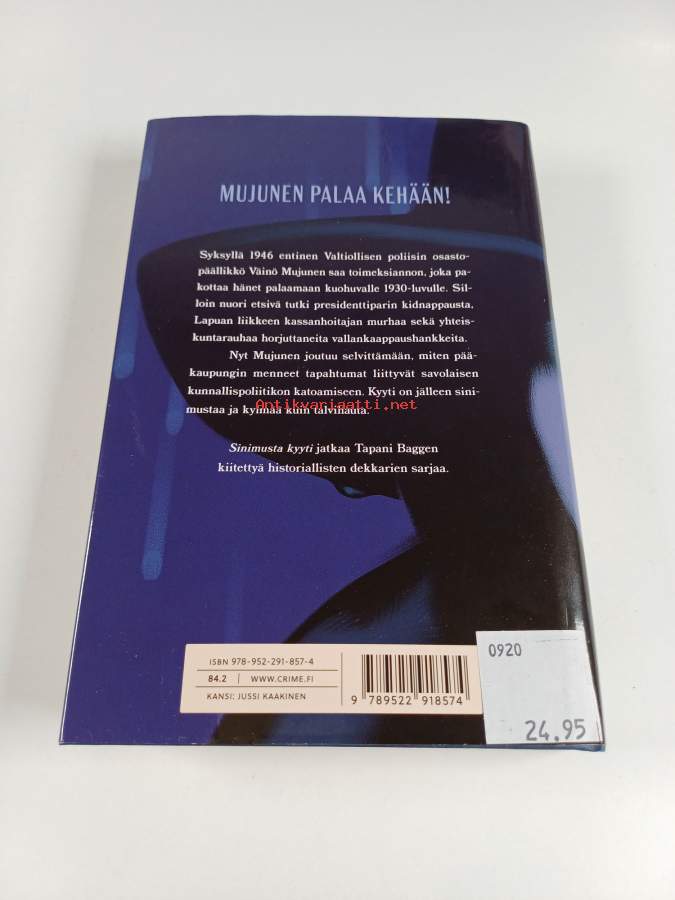 MUJUNEN PALAA KEHÄÄN!
Syksyllä 1946 entinen Valtiollisen poliisin osasto-
päällikkö Väinö Mujunen saa toimeksiannon, joka pa-
kottaa hänet palaamaan kuohuvalle 1930-luvulle. Sil-
loin nuori etsivä tutki presidenttiparin kidnappausta,
Lapuan liikkeen kassanhoitajan murhaa sekä yhteis-
kuntarauhaa horjuttaneita vallankaappaushankkeita.
Nyt Mujunen joutuu selvittämään, miten pää-
kaupungin menneet tapahtumat liittyvät savolaisen
kunnallispoliitikon katoamiseen. Kyyti on jälleen sini-
mustaa ja kylmää kuin talvihauta.
Antikvariaatti.net
Sinimusta kyyti jatkaa Tapani Baggen
kiitettyä historiallisten dekkarien sarjaa.
ISBN 978-952-291-857-4
84.2 | WWW.CRIME.FI
KANSI: JUSSI KAAKINEN
9 789522 918574
0920
24.95